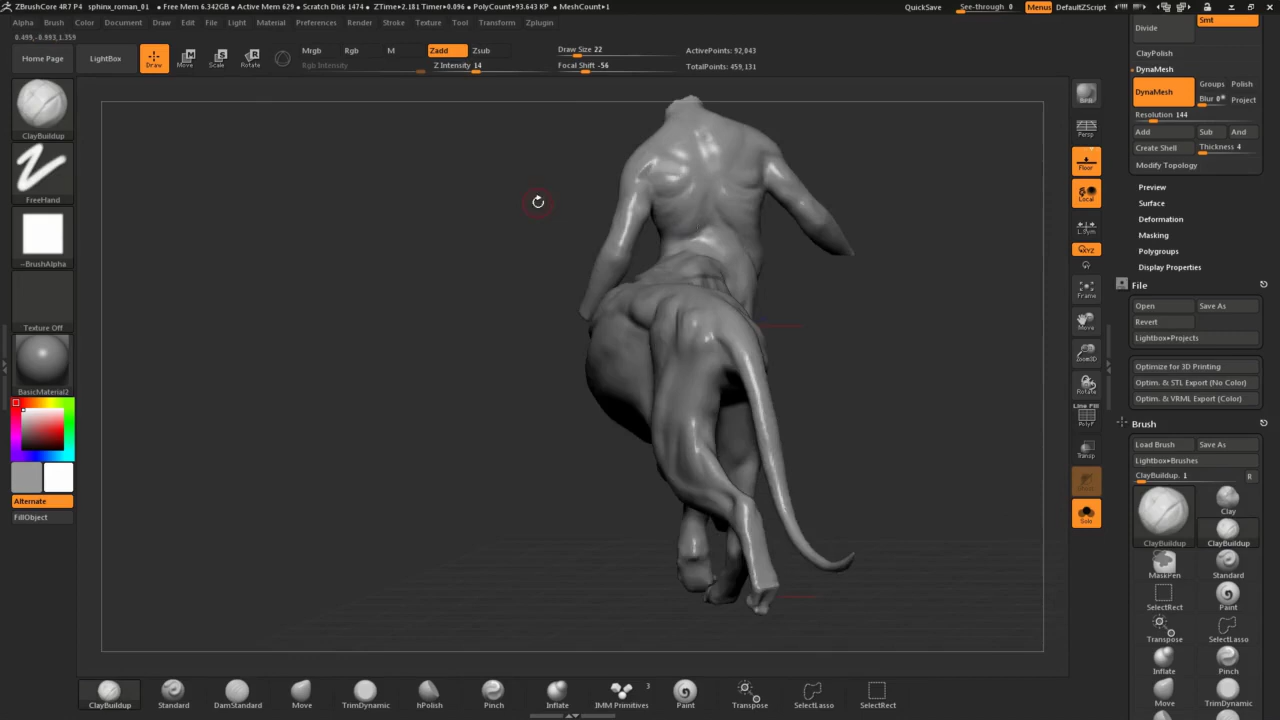 ZBrushCore 4R7 P4 sphinx_roman_01 • Free Mem 6.342GB • Active Mem 629 • Scratch Disk 1474 • ZTime▸2.181 Timer▸0.096 • PolyCount▸93.643 KP • MeshCount▸1
QuickSave See-through 0 Menus DefaultZScript
Alpha Brush Color Document Draw Edit File Light Material Preferences Render Stroke Texture Tool Transform Zplugin
0.499,-0.993,1.359
Home Page LightBox Draw Move Scale Rotate
Mrgb Rgb M Zadd Zsub
Rgb Intensity Z Intensity 14
Draw Size 22 ActivePoints: 92,043
Focal Shift -56 TotalPoints: 459,131
ClayBuildup
FreeHand
~BrushAlpha
Texture Off
BasicMaterial2
Alternate
FillObject
BPR
Persp
Floor
Local
L.Sym
XYZ
Frame
Move
Zoom3D
Rotate
Line Fill
PolyF
Transp
Solo
Divide Smt
ClayPolish
DynaMesh
DynaMesh Groups Polish
Blur 0 Project
Resolution 144
Add Sub And
Create Shell Thickness 4
Modify Topology
Preview
Surface
Deformation
Masking
Polygroups
Display Properties
File
Open Save As
Revert
Lightbox▸Projects
Optimize for 3D Printing
Optim. & STL Export (No Color)
Optim. & VRML Export (Color)
Brush
Load Brush Save As
Lightbox▸Brushes
ClayBuildup. 1 R
Clay
ClayBuildup ClayBuildup
MaskPen Standard
SelectRect Paint
Transpose SelectLasso
Inflate Pinch
Move TrimDynamic
ClayBuildup Standard DamStandard Move TrimDynamic hPolish Pinch Inflate IMM Primitives 3 Paint Transpose SelectLasso SelectRect